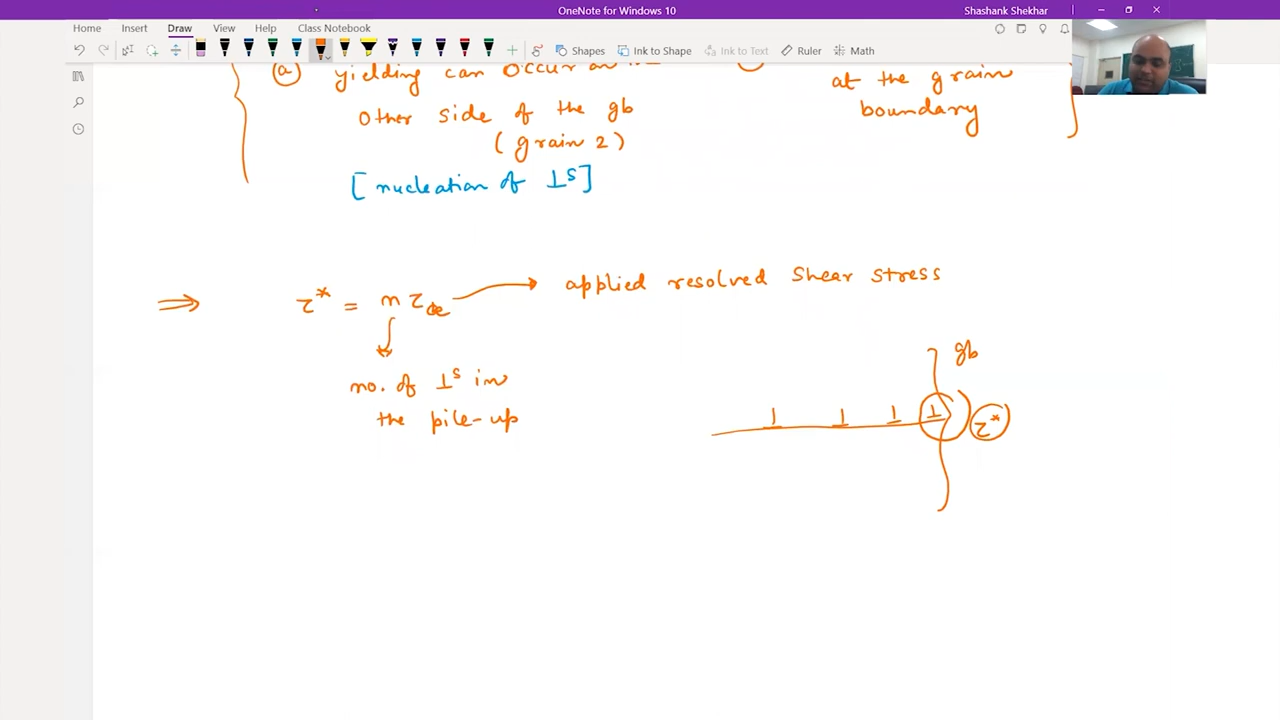 OneNote for Windows 10
Shashank Shekhar
Home Insert Draw View Help Class Notebook
Shapes Ink to Shape Ink to Text Ruler Math
(a) yielding can occur on
other side of the gb
(grain 2)
[nucleation of ⊥s]
at the grain
boundary
⇒ τ* = n τ → applied resolved shear stress
no. of ⊥s in
the pile-up
gb
⊥ ⊥ ⊥ ⊥ τ*